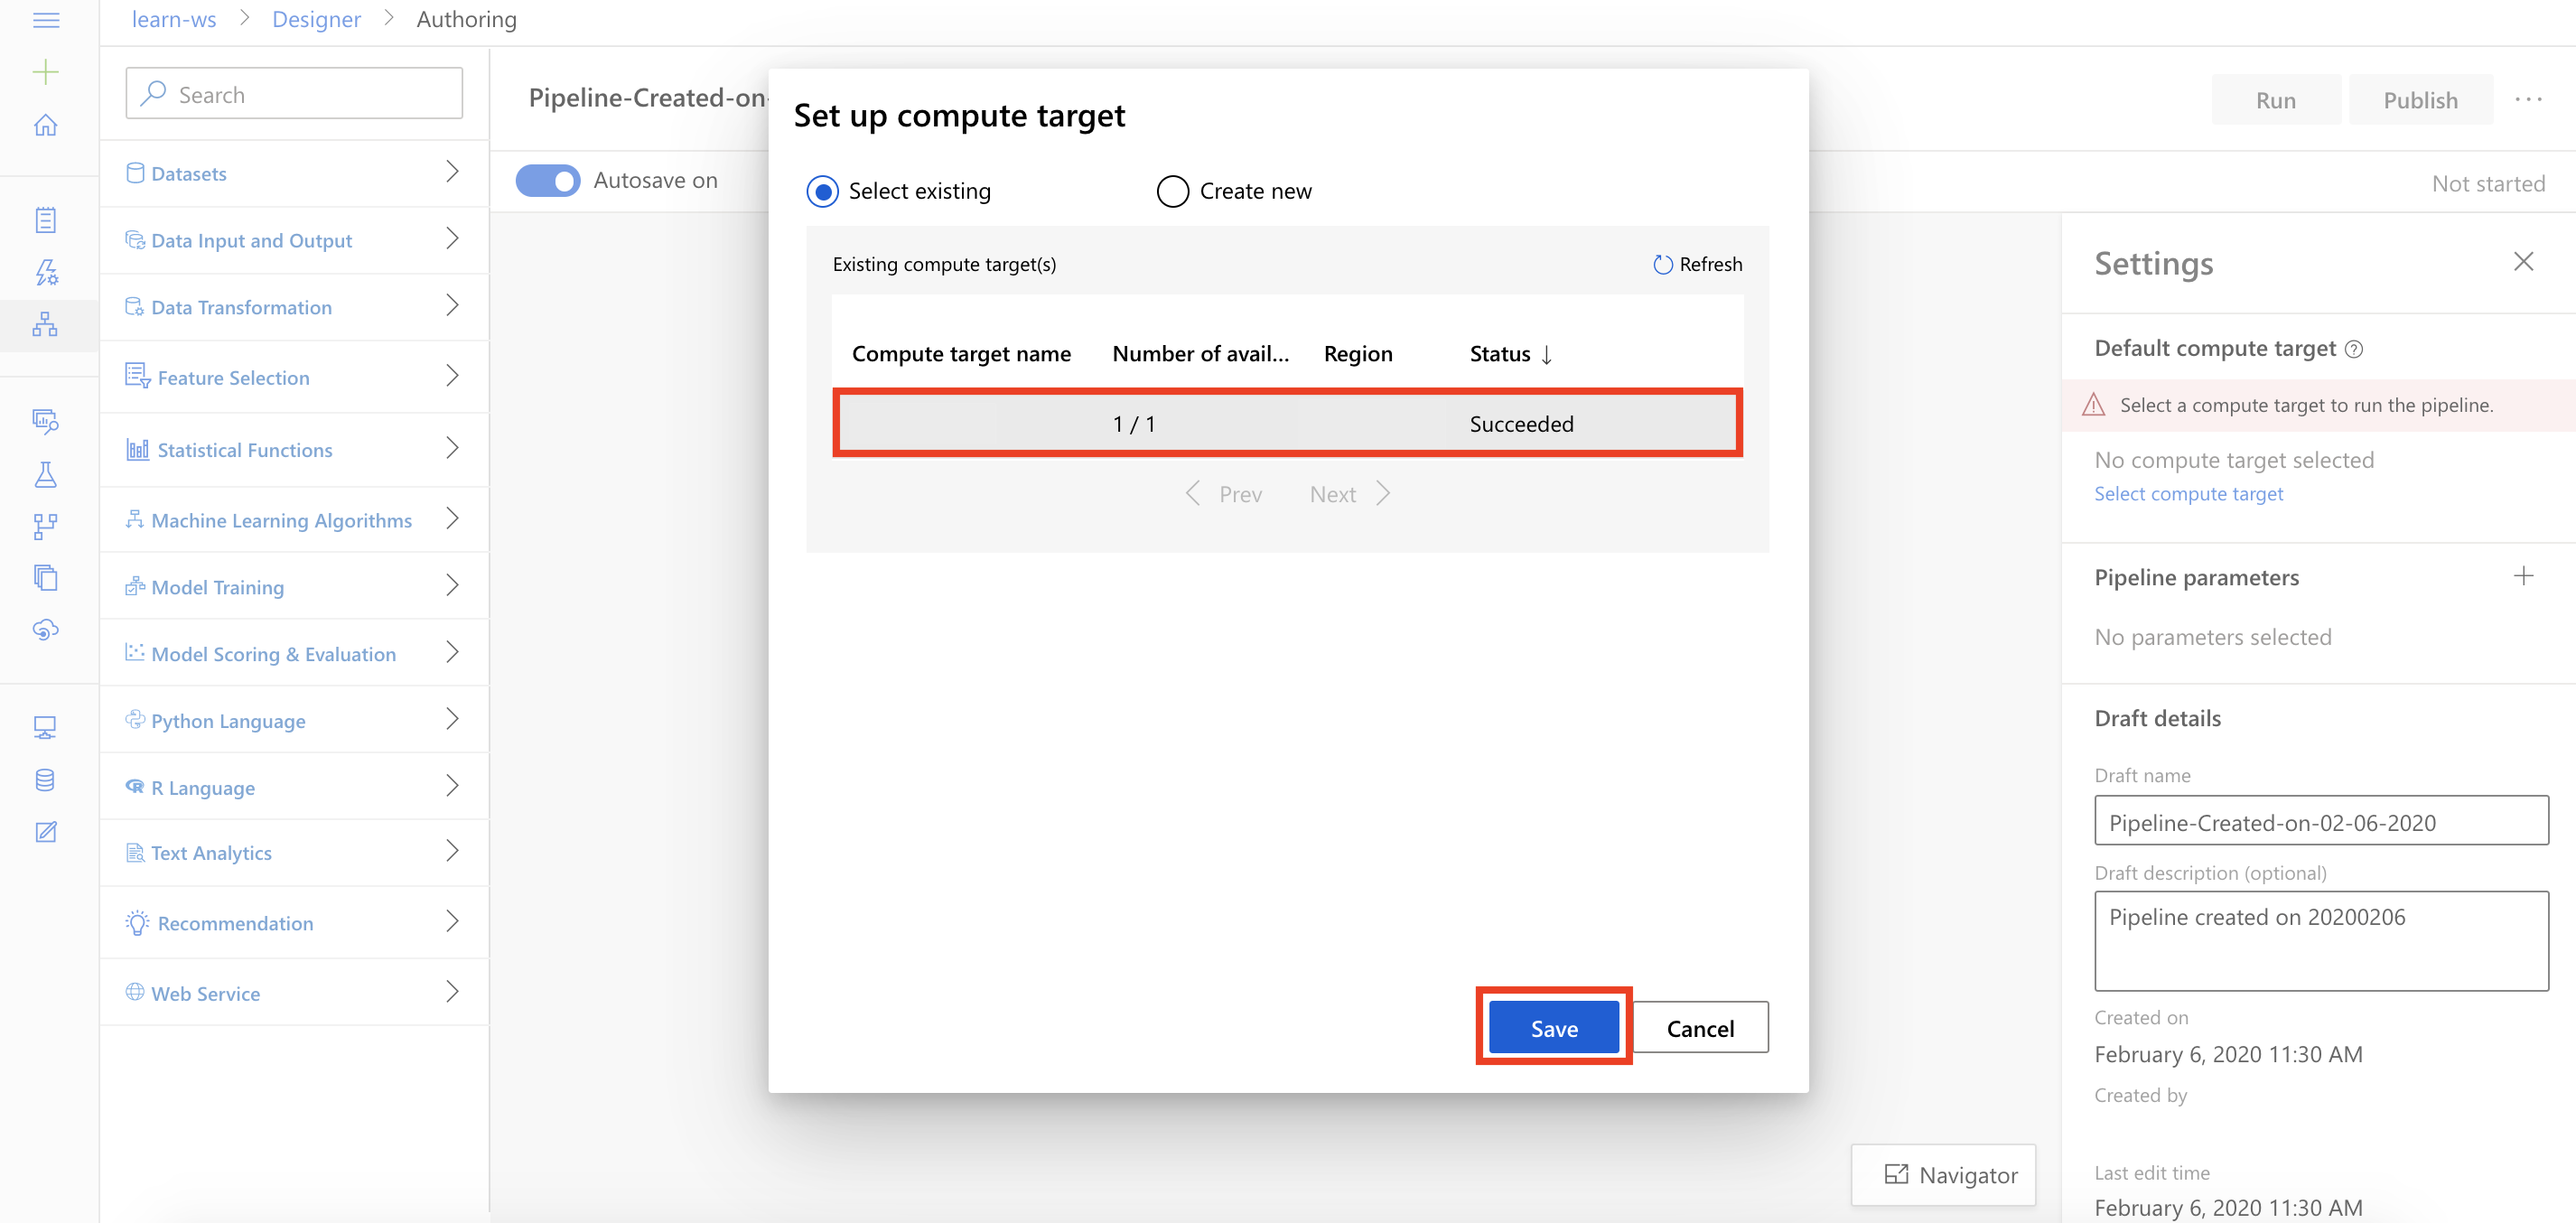 learn-ws > Designer > Authoring
Search
Datasets
Data Input and Output
Data Transformation
Feature Selection
Statistical Functions
Machine Learning Algorithms
Model Training
Model Scoring & Evaluation
Python Language
R Language
Text Analytics
Recommendation
Web Service
Pipeline-Created-on-
Autosave on
Run
Publish
Not started
Set up compute target
Select existing
Create new
Existing compute target(s)
Refresh
Compute target name Number of avail... Region Status ↓
1 / 1 Succeeded
Prev Next
Save
Cancel
Navigator
Settings
Default compute target
Select a compute target to run the pipeline.
No compute target selected
Select compute target
Pipeline parameters
No parameters selected
Draft details
Draft name
Pipeline-Created-on-02-06-2020
Draft description (optional)
Pipeline created on 20200206
Created on
February 6, 2020 11:30 AM
Created by
Last edit time
February 6, 2020 11:30 AM